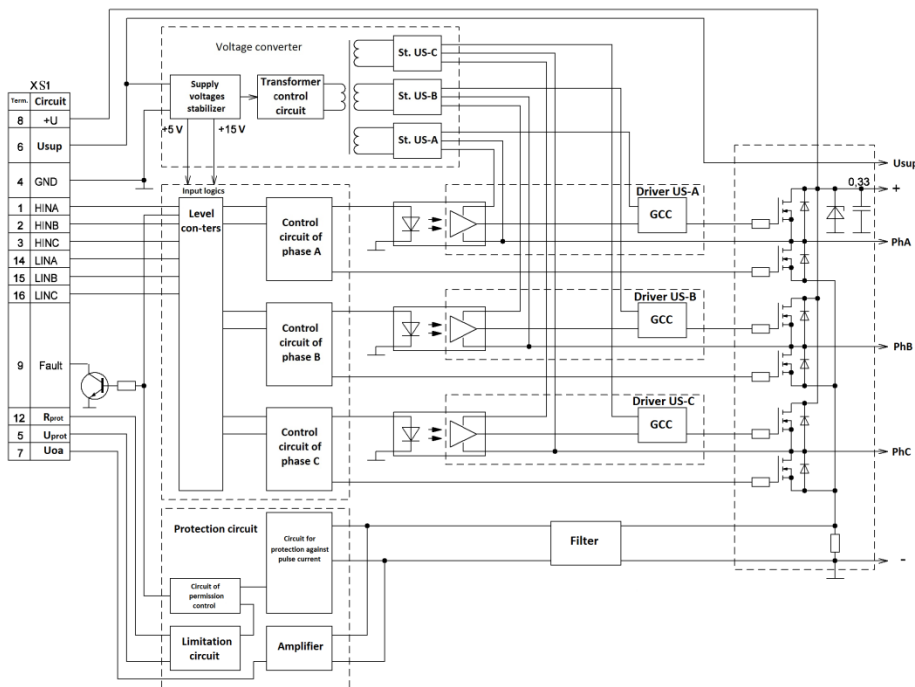 Voltage converter
St. US-C
XS1
Supply
voltages
stabilizer
Transformer
control
circuit
St. US-B
Term. Circuit
8 +U
+5 V
+15 V
St. US-A
6 Usup
Usup
4 GND
Input logics
Driver US-A
0,33
+
1 HINA
Level
con-ters
Control
circuit of
phase A
GCC
2 HINB
3 HINC
PhA
14 LINA
15 LINB
16 LINC
Driver US-B
Control
circuit of
phase B
GCC
PhB
9 Fault
Driver US-C
12 Rprot
Control
circuit of
phase C
GCC
5 Uprot
7 Uoa
PhC
Protection circuit
Circuit for
protection against
pulse current
Filter
-
Circuit of
permission
control
Limitation
circuit
Amplifier